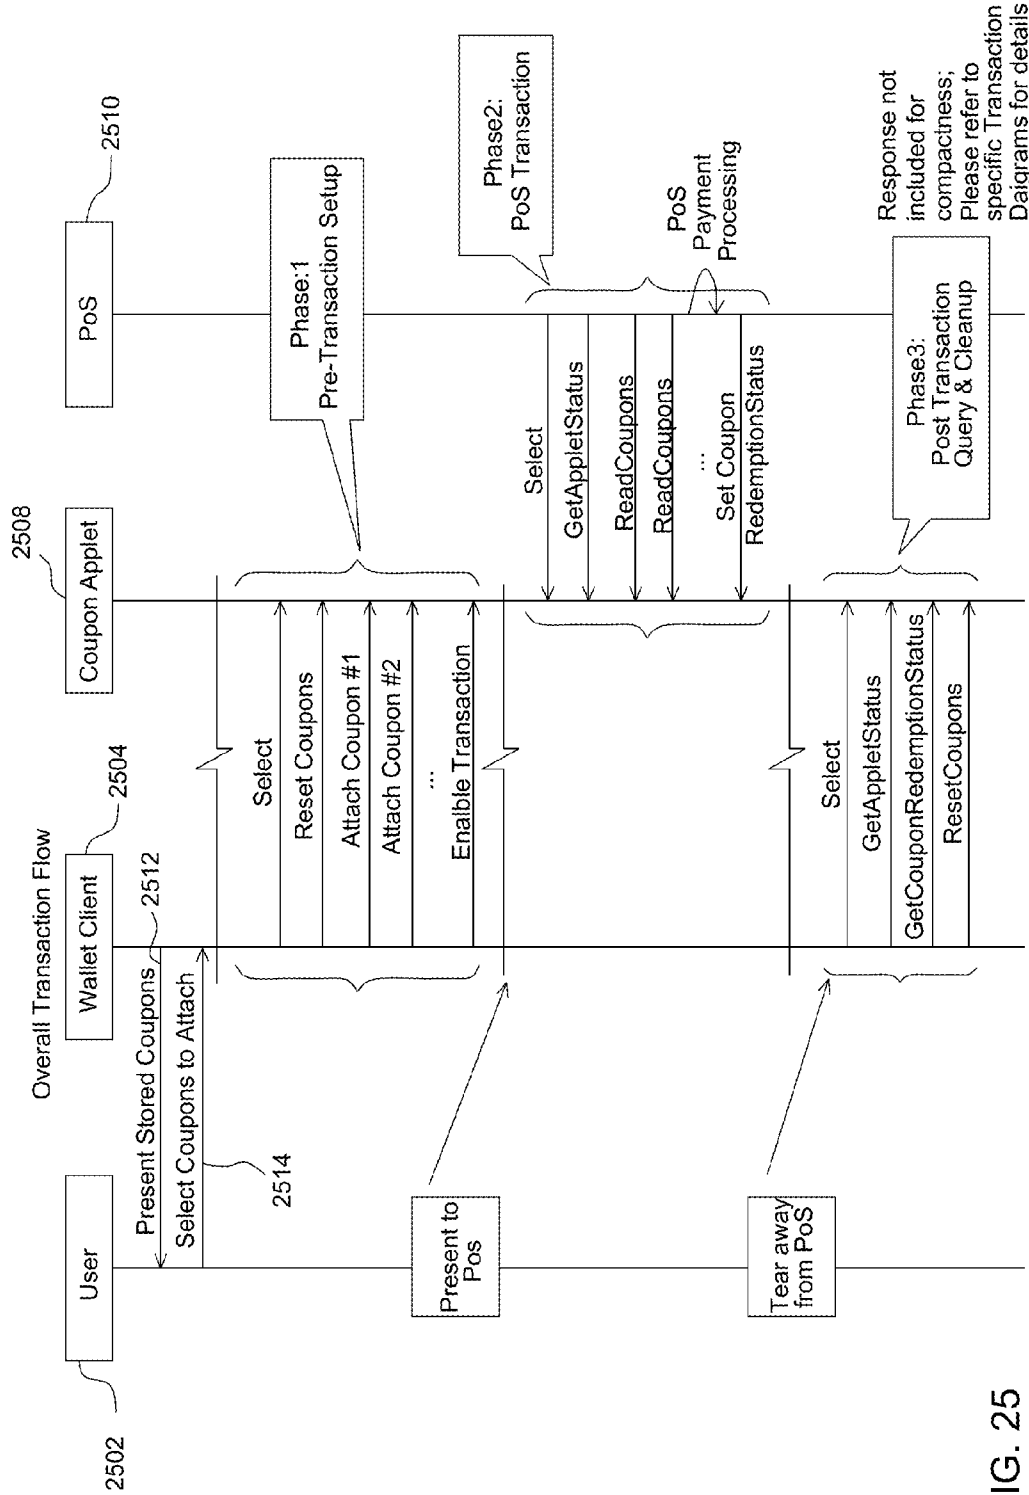 Overall Transaction Flow
2502
User
Wallet Client
2504
Coupon Applet
2508
PoS
2510
Present Stored Coupons
2512
Select Coupons to Attach
2514
Select
Reset Coupons
Attach Coupon #1
Attach Coupon #2
...
Enalble Transaction
Phase:1
Pre-Transaction Setup
Present to
Pos
Select
GetAppletStatus
ReadCoupons
ReadCoupons
...
Set Coupon
RedemptionStatus
PoS
Payment
Processing
Phase2:
PoS Transaction
Tear away
from PoS
Select
GetAppletStatus
GetCouponRedemptionStatus
ResetCoupons
Phase3:
Post Transaction
Query & Cleanup
Response not
included for
compactness;
Please refer to
specific Transaction
Daigrams for details
IG. 25